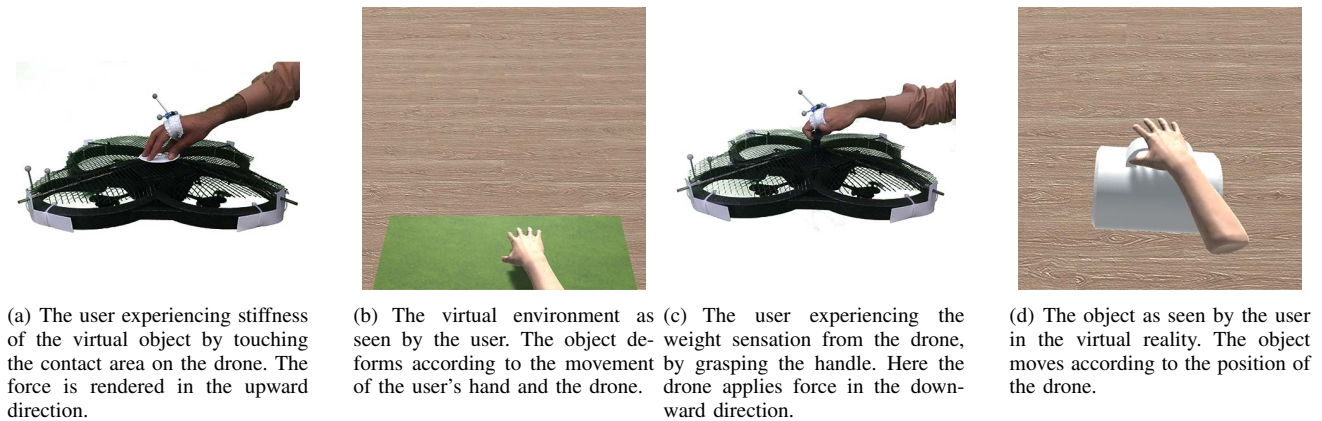 (a) The user experiencing stiffness
of the virtual object by touching
the contact area on the drone. The
force is rendered in the upward
direction.
(b) The virtual environment as
seen by the user. The object de-
forms according to the movement
of the user's hand and the drone.
(c) The user experiencing the
weight sensation from the drone,
by grasping the handle. Here the
drone applies force in the down-
ward direction.
(d) The object as seen by the user
in the virtual reality. The object
moves according to the position of
the drone.